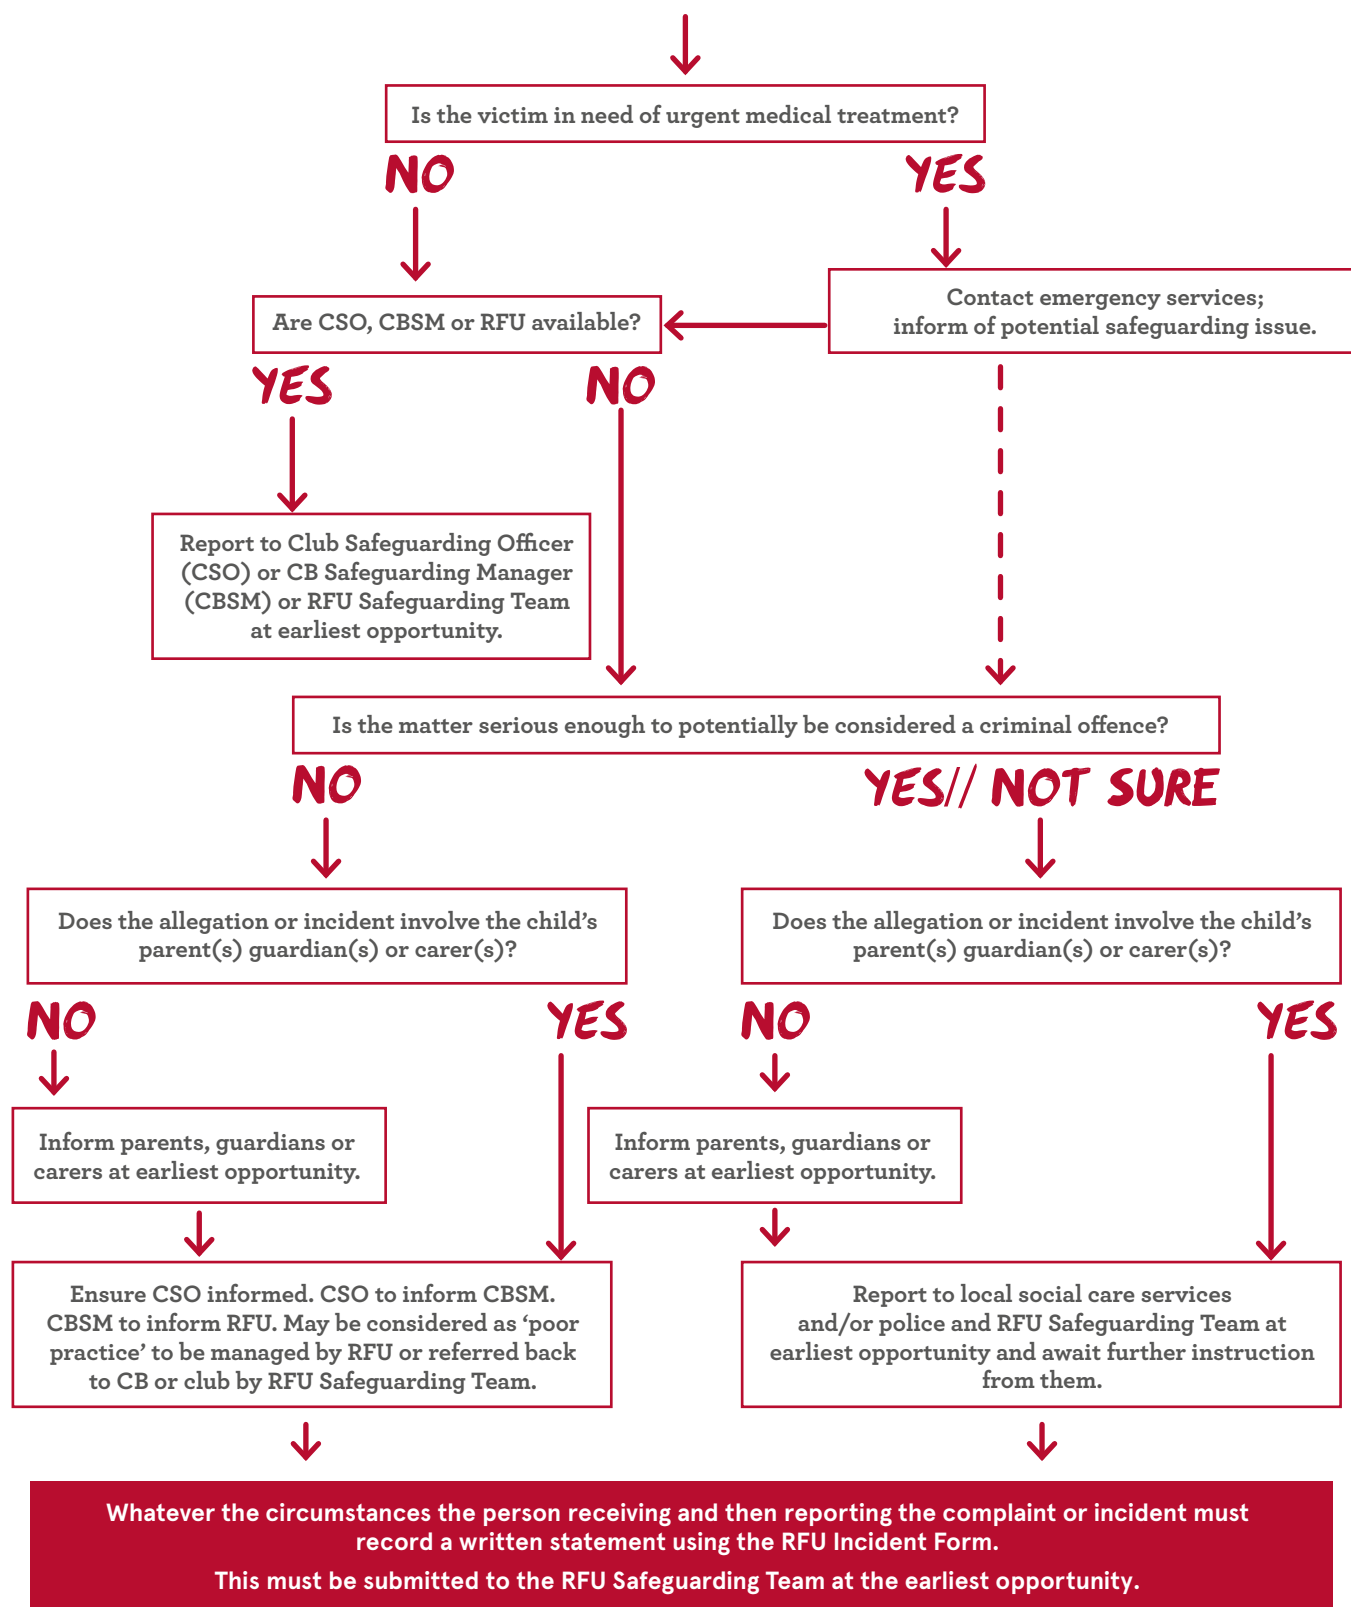 Is the victim in need of urgent medical treatment?
NO
YES
Contact emergency services;
inform of potential safeguarding issue.
Are CSO, CBSM or RFU available?
YES
NO
Report to Club Safeguarding Officer
(CSO) or CB Safeguarding Manager
(CBSM) or RFU Safeguarding Team
at earliest opportunity.
Is the matter serious enough to potentially be considered a criminal offence?
NO
YES// NOT SURE
Does the allegation or incident involve the child’s
parent(s) guardian(s) or carer(s)?
Does the allegation or incident involve the child’s
parent(s) guardian(s) or carer(s)?
NO
YES
NO
YES
Inform parents, guardians or
carers at earliest opportunity.
Inform parents, guardians or
carers at earliest opportunity.
Ensure CSO informed. CSO to inform CBSM.
CBSM to inform RFU. May be considered as ‘poor
practice’ to be managed by RFU or referred back
to CB or club by RFU Safeguarding Team.
Report to local social care services
and/or police and RFU Safeguarding Team at
earliest opportunity and await further instruction
from them.
Whatever the circumstances the person receiving and then reporting the complaint or incident must
record a written statement using the RFU Incident Form.
This must be submitted to the RFU Safeguarding Team at the earliest opportunity.